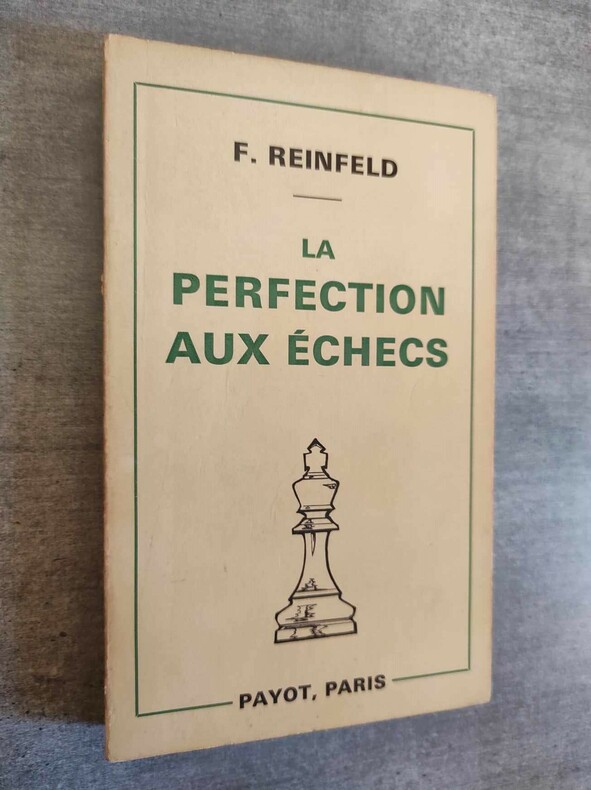 F. REINFELD
LA
PERFECTION
AUX ÉCHECS
PAYOT, PARIS